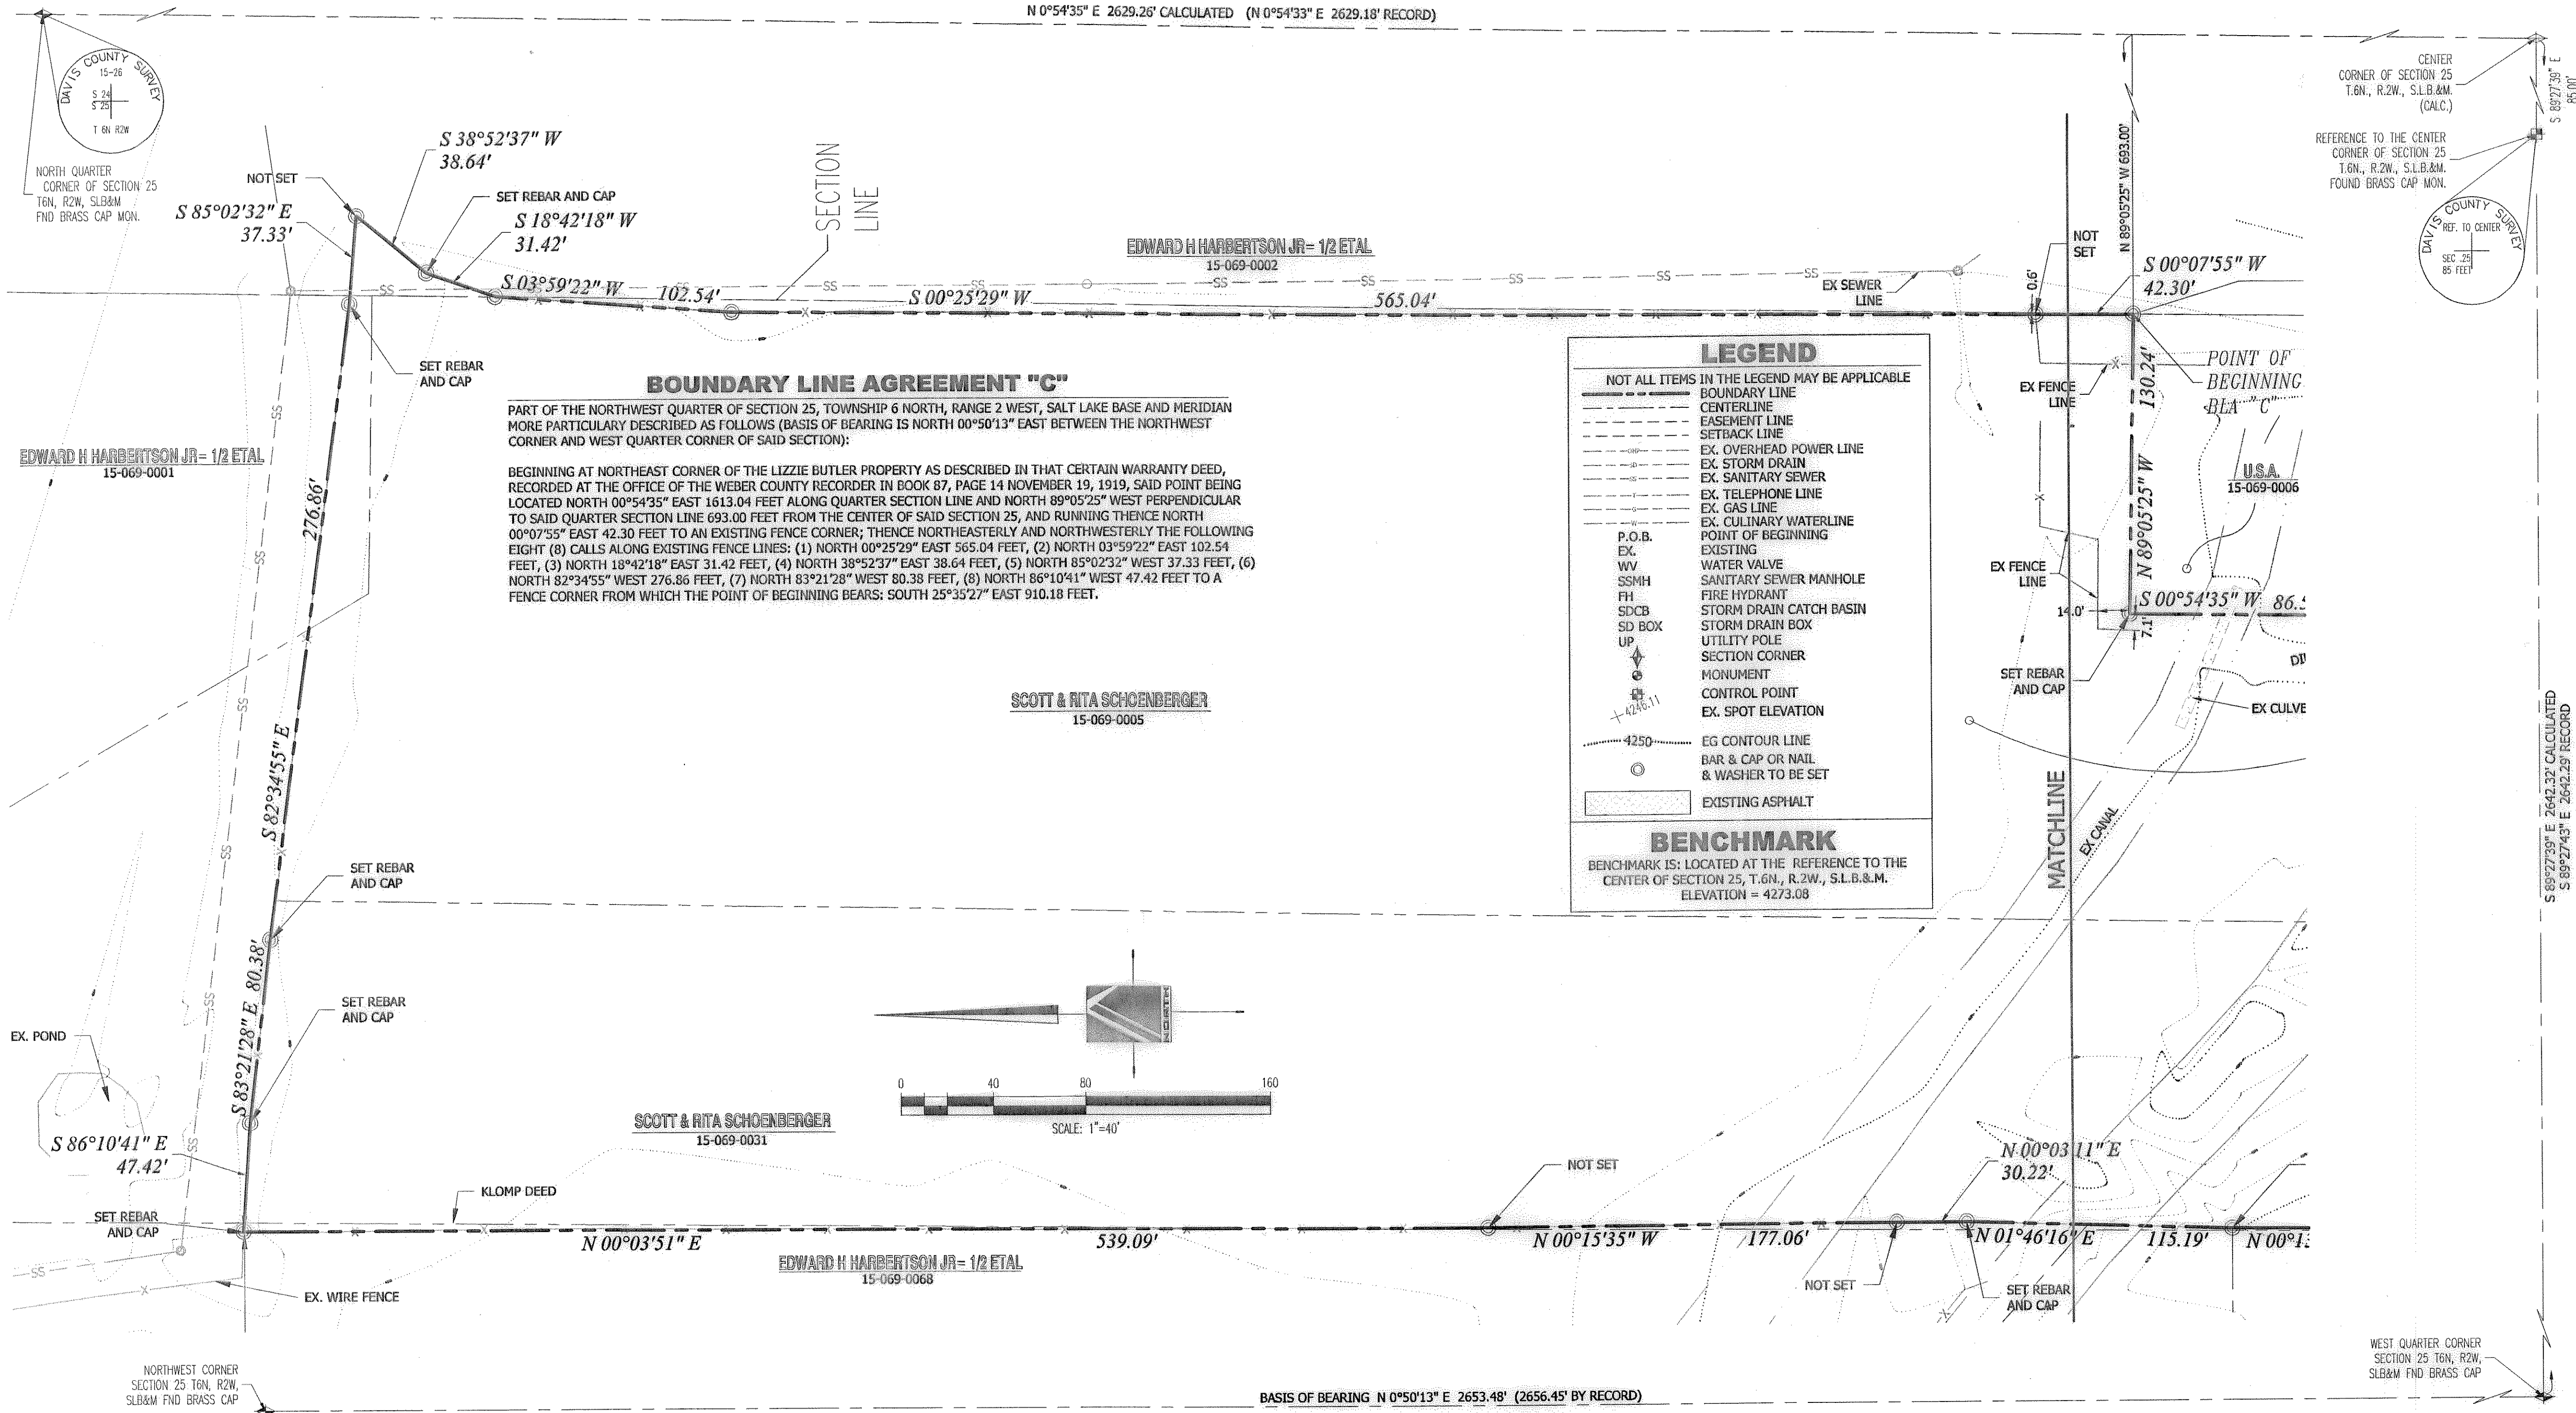 N 0°54'35" E 2629.26' CALCULATED (N 0°54'33" E 2629.18' RECORD)
DAVIS COUNTY SURVEY
15-26
S 24
S 25
T 6N R2W
NORTH QUARTER
CORNER OF SECTION 25
T6N, R2W, SLB&M
FND BRASS CAP MON.
CENTER
CORNER OF SECTION 25
T.6N., R.2W., S.L.B.&M.
(CALC.)
S 89°27'39" E
85.00'
REFERENCE TO THE CENTER
CORNER OF SECTION 25
T.6N., R.2W., S.L.B.&M.
FOUND BRASS CAP MON.
DAVIS COUNTY SURVEY
REF. TO CENTER
SEC .25
85 FEET
NOT SET
S 38°52'37" W
38.64'
SET REBAR AND CAP
S 85°02'32" E
37.33'
S 18°42'18" W
31.42'
SECTION
LINE
EDWARD H HARBERTSON JR= 1/2 ETAL
15-069-0002
N 89°05'25" W 693.00'
NOT
SET
0.6'
S 00°07'55" W
42.30'
EX SEWER
LINE
SS SS SS SS SS SS SS
S 03°59'22" W
102.54'
S 00°25'29" W
565.04'
SET REBAR
AND CAP
BOUNDARY LINE AGREEMENT "C"
PART OF THE NORTHWEST QUARTER OF SECTION 25, TOWNSHIP 6 NORTH, RANGE 2 WEST, SALT LAKE BASE AND MERIDIAN
MORE PARTICULARY DESCRIBED AS FOLLOWS (BASIS OF BEARING IS NORTH 00°50'13" EAST BETWEEN THE NORTHWEST
CORNER AND WEST QUARTER CORNER OF SAID SECTION):
BEGINNING AT NORTHEAST CORNER OF THE LIZZIE BUTLER PROPERTY AS DESCRIBED IN THAT CERTAIN WARRANTY DEED,
RECORDED AT THE OFFICE OF THE WEBER COUNTY RECORDER IN BOOK 87, PAGE 14 NOVEMBER 19, 1919, SAID POINT BEING
LOCATED NORTH 00°54'35" EAST 1613.04 FEET ALONG QUARTER SECTION LINE AND NORTH 89°05'25" WEST PERPENDICULAR
TO SAID QUARTER SECTION LINE 693.00 FEET FROM THE CENTER OF SAID SECTION 25, AND RUNNING THENCE NORTH
00°07'55" EAST 42.30 FEET TO AN EXISTING FENCE CORNER; THENCE NORTHEASTERLY AND NORTHWESTERLY THE FOLLOWING
EIGHT (8) CALLS ALONG EXISTING FENCE LINES: (1) NORTH 00°25'29" EAST 565.04 FEET, (2) NORTH 03°59'22" EAST 102.54
FEET, (3) NORTH 18°42'18" EAST 31.42 FEET, (4) NORTH 38°52'37" EAST 38.64 FEET, (5) NORTH 85°02'32" WEST 37.33 FEET, (6)
NORTH 82°34'55" WEST 276.86 FEET, (7) NORTH 83°21'28" WEST 80.38 FEET, (8) NORTH 86°10'41" WEST 47.42 FEET TO A
FENCE CORNER FROM WHICH THE POINT OF BEGINNING BEARS: SOUTH 25°35'27" EAST 910.18 FEET.
EDWARD H HARBERTSON JR= 1/2 ETAL
15-069-0001
276.86'
S 82°34'55" E
LEGEND
NOT ALL ITEMS IN THE LEGEND MAY BE APPLICABLE
BOUNDARY LINE
CENTERLINE
EASEMENT LINE
SETBACK LINE
EX. OVERHEAD POWER LINE
EX. STORM DRAIN
EX. SANITARY SEWER
EX. TELEPHONE LINE
EX. GAS LINE
EX. CULINARY WATERLINE
P.O.B. POINT OF BEGINNING
EX. EXISTING
WV WATER VALVE
SSMH SANITARY SEWER MANHOLE
FH FIRE HYDRANT
SDCB STORM DRAIN CATCH BASIN
SD BOX STORM DRAIN BOX
UP UTILITY POLE
SECTION CORNER
MONUMENT
CONTROL POINT
4246.11 EX. SPOT ELEVATION
4250 EG CONTOUR LINE
BAR & CAP OR NAIL
& WASHER TO BE SET
EXISTING ASPHALT
BENCHMARK
BENCHMARK IS: LOCATED AT THE REFERENCE TO THE
CENTER OF SECTION 25, T.6N., R.2W., S.L.B.&.M.
ELEVATION = 4273.08
EX FENCE
LINE
130.24'
N 89°05'25" W
POINT OF
BEGINNING
BLA "C"
U.S.A.
15-069-0006
EX FENCE
LINE
14.0'
7.1'
S 00°54'35" W 86.5
SET REBAR
AND CAP
DI
EX CULVE
MATCHLINE
EX CANAL
S 89°27'39" E 2642.32' CALCULATED
S 89°27'43" E 2642.29' RECORD
SCOTT & RITA SCHOENBERGER
15-069-0005
SET REBAR
AND CAP
S 83°21'28" E 80.38'
SET REBAR
AND CAP
EX. POND
S 86°10'41" E
47.42'
HORIZON
0 40 80 160
SCALE: 1"=40'
SCOTT & RITA SCHOENBERGER
15-069-0031
KLOMP DEED
SET REBAR
AND CAP
N 00°03'51" E
539.09'
EDWARD H HARBERTSON JR= 1/2 ETAL
15-069-0068
EX. WIRE FENCE
NOT SET
N 00°15'35" W
177.06'
N 00°03'11" E
30.22'
N 01°46'16" E
115.19'
N 00°1
NOT SET
SET REBAR
AND CAP
NORTHWEST CORNER
SECTION 25 T6N, R2W,
SLB&M FND BRASS CAP
BASIS OF BEARING N 0°50'13" E 2653.48' (2656.45' BY RECORD)
WEST QUARTER CORNER
SECTION 25 T6N, R2W,
SLB&M FND BRASS CAP